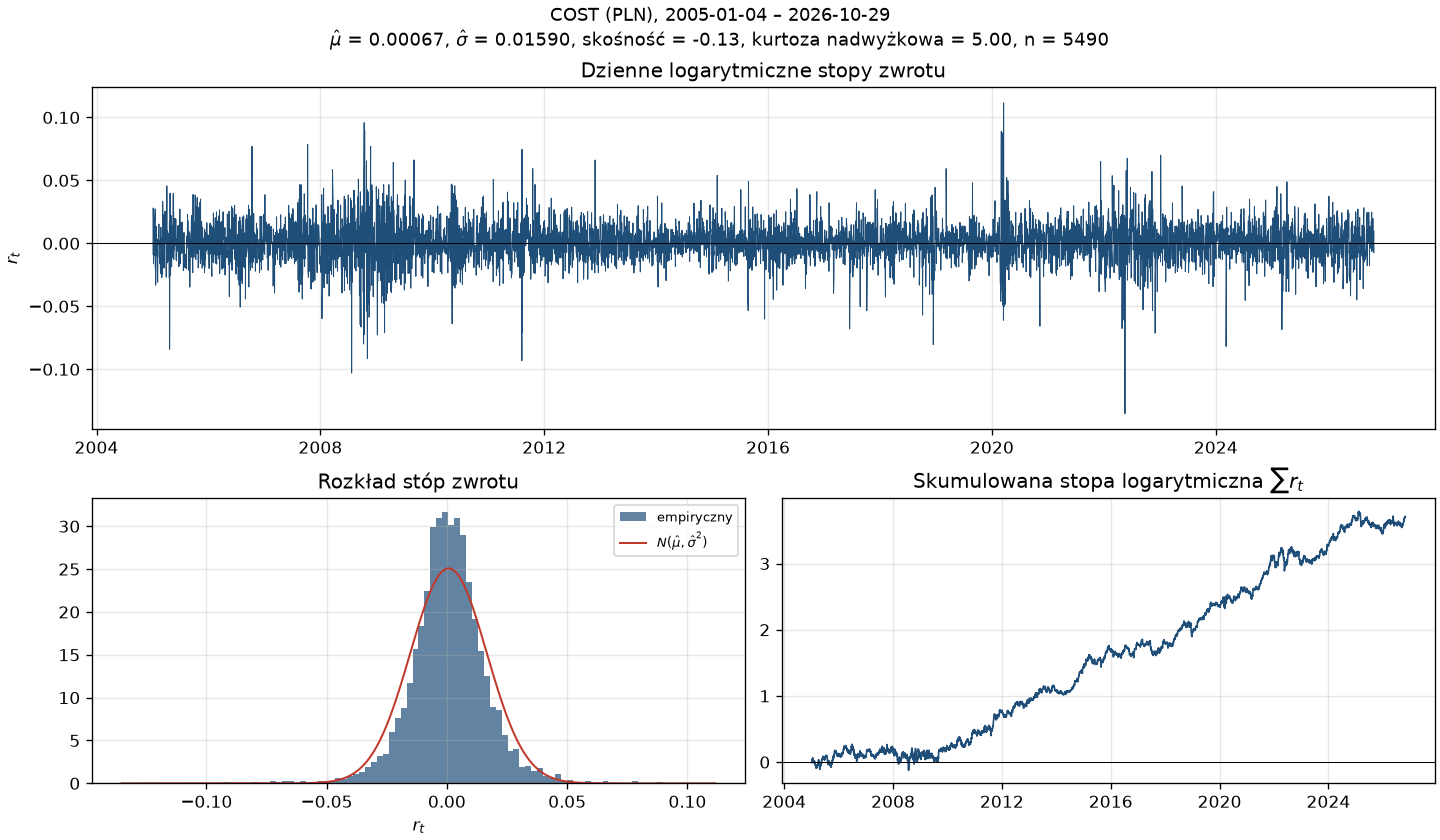 COST (PLN), 2005-01-04 – 2026-10-29
μ̂ = 0.00067, σ̂ = 0.01590, skośność = -0.13, kurtoza nadwyżkowa = 5.00, n = 5490
Dzienne logarytmiczne stopy zwrotu
0.10
0.05
0.00
−0.05
−0.10
r_t
2004 2008 2012 2016 2020 2024
Rozkład stóp zwrotu
empiryczny
N(μ̂, σ̂²)
30
25
20
15
10
5
0
−0.10 −0.05 0.00 0.05 0.10
r_t
Skumulowana stopa logarytmiczna ∑r_t
3
2
1
0
2004 2008 2012 2016 2020 2024